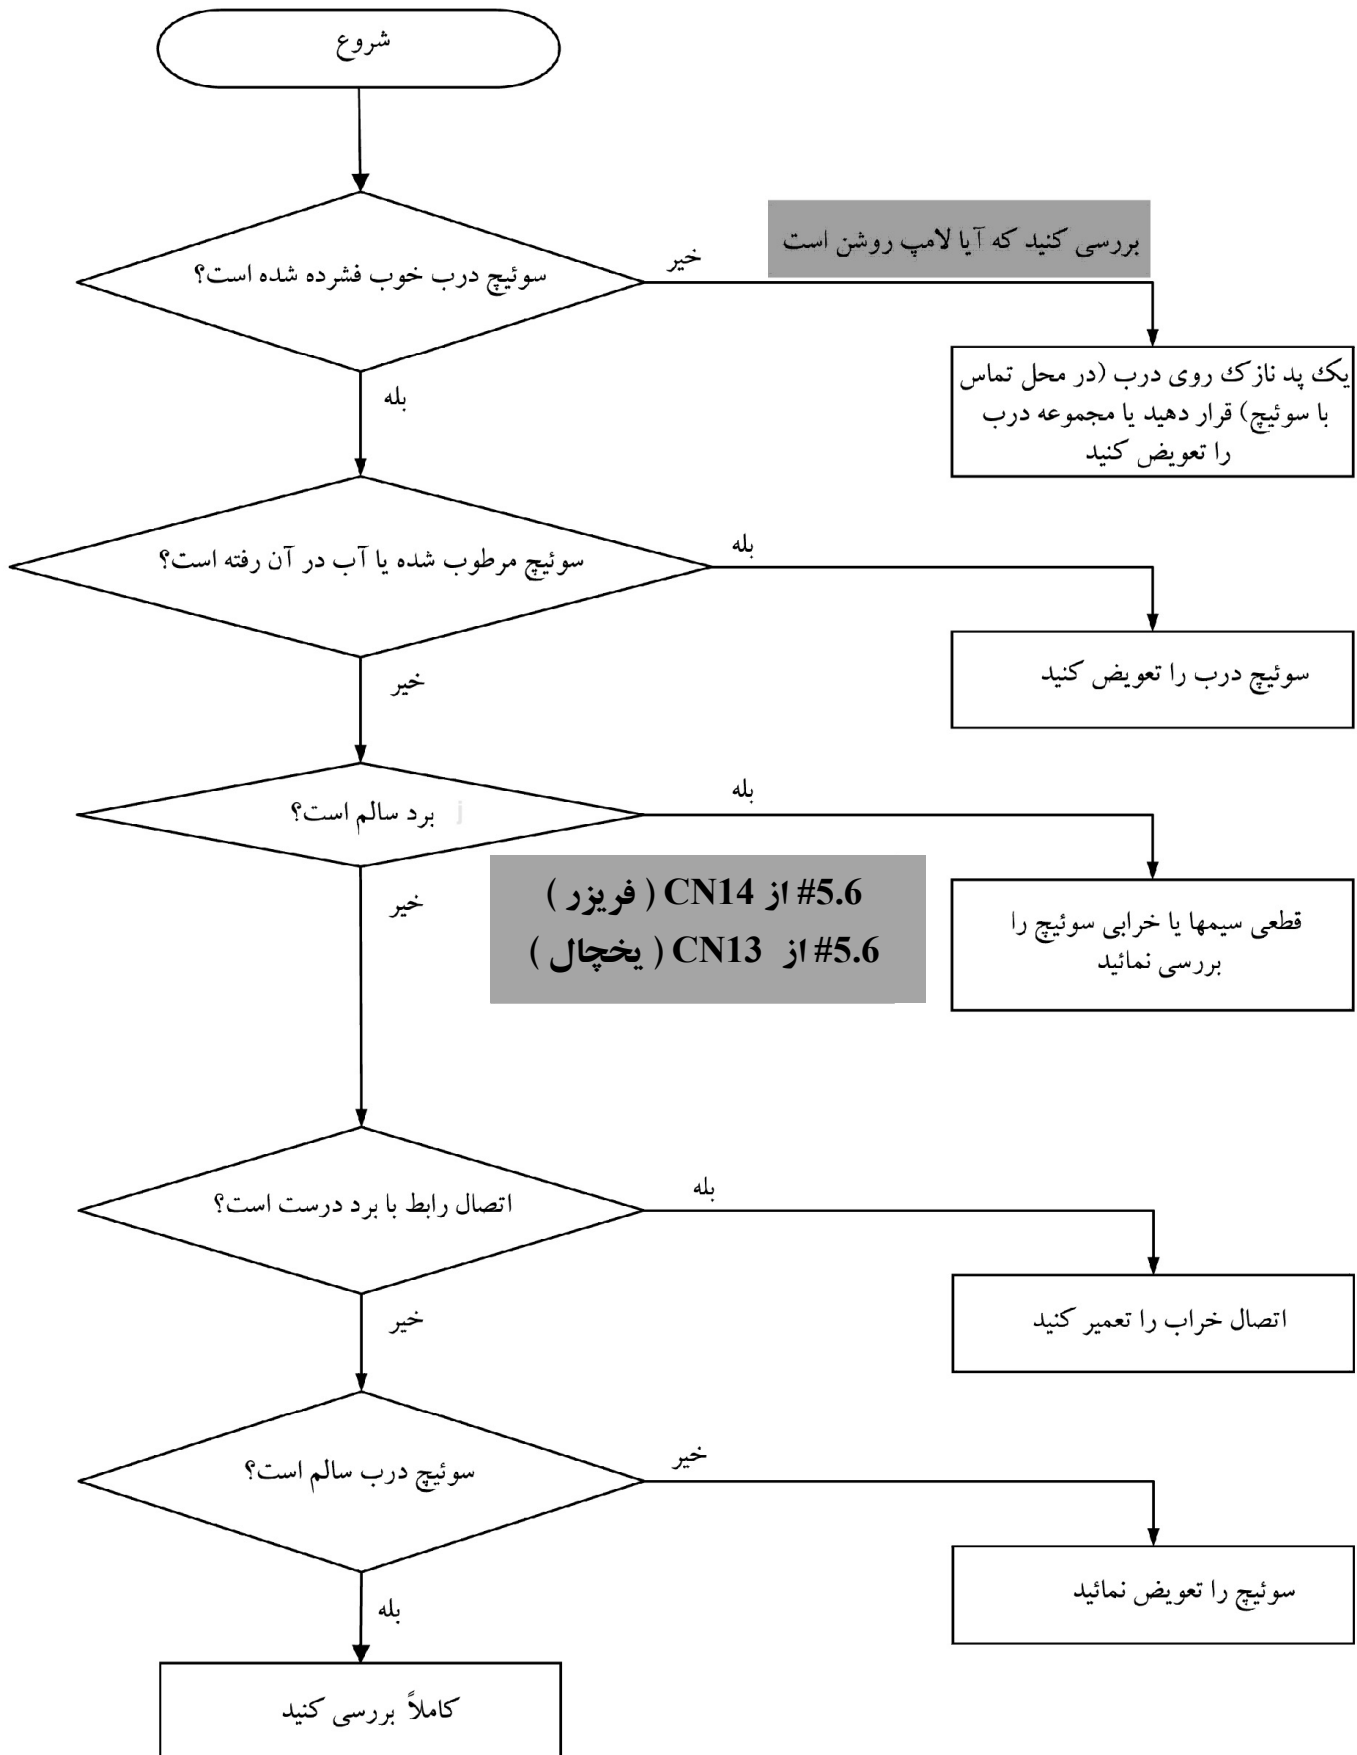 شروع
بررسی کنید که آیا لامپ روشن است
خیر
سوئیچ درب خوب فشرده شده است؟
یک پد نازک روی درب (در محل تماس
با سوئیچ) قرار دهید یا مجموعه درب
را تعویض کنید
بله
بله
سوئیچ مرطوب شده یا آب در آن رفته است؟
سوئیچ درب را تعویض کنید
خیر
بله
برد سالم است؟
j
#5.6 از CN14 ( فریزر )
#5.6 از CN13 ( یخچال )
خیر
قطعی سیمها یا خرابی سوئیچ را
بررسی نمائید
بله
اتصال رابط با برد درست است؟
خیر
اتصال خراب را تعمیر کنید
خیر
سوئیچ درب سالم است؟
سوئیچ را تعویض نمائید
بله
کاملاً بررسی کنید